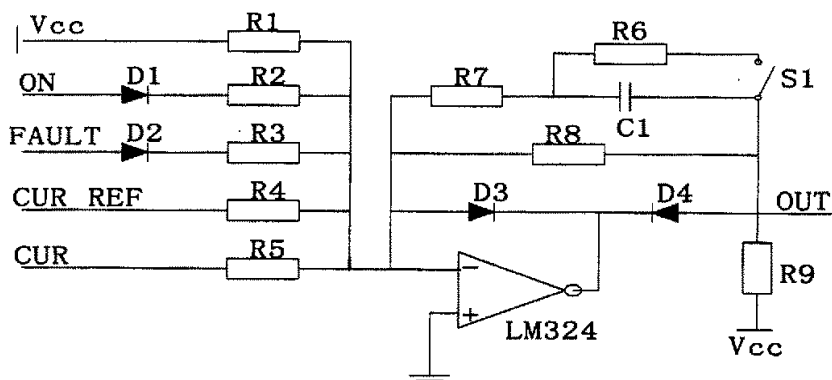 Vcc
R1
ON
D1
R2
FAULT
D2
R3
CUR REF
R4
CUR
R5
R6
R7
C1
S1
R8
D3
D4
OUT
R9
LM324
Vcc